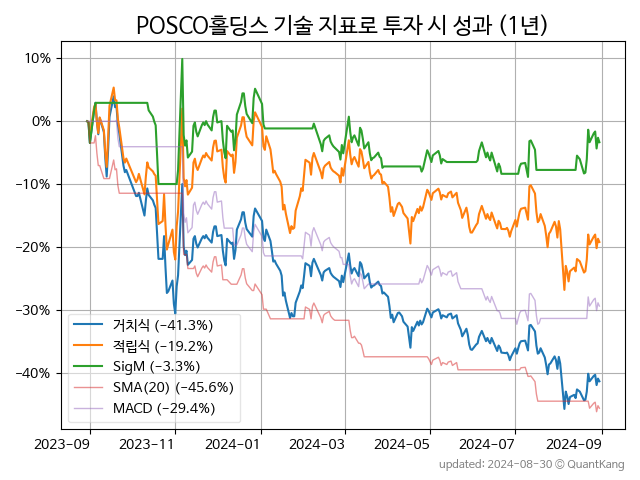 POSCO홀딩스 기술 지표로 투자 시 성과 (1년)
10%
0%
−10%
−20%
−30%
−40%
거치식 (−41.3%)
적립식 (−19.2%)
SigM (−3.3%)
SMA(20) (−45.6%)
MACD (−29.4%)
2023-09 2023-11 2024-01 2024-03 2024-05 2024-07 2024-09
updated: 2024-08-30 © QuantKang